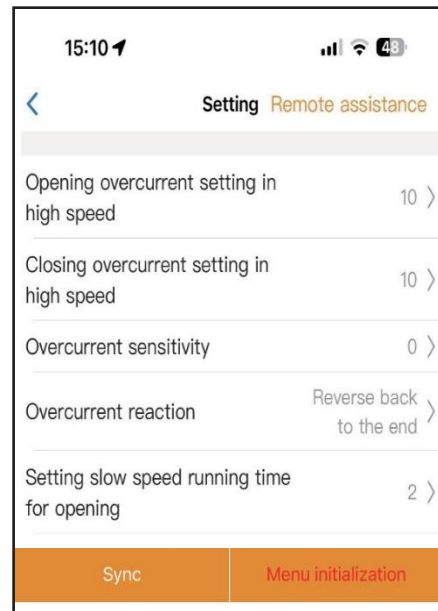 15:10
48
Setting Remote assistance
Opening overcurrent setting in
high speed
10
Closing overcurrent setting in
high speed
10
Overcurrent sensitivity
0
Overcurrent reaction
Reverse back
to the end
Setting slow speed running time
for opening
2
Sync
Menu initialization